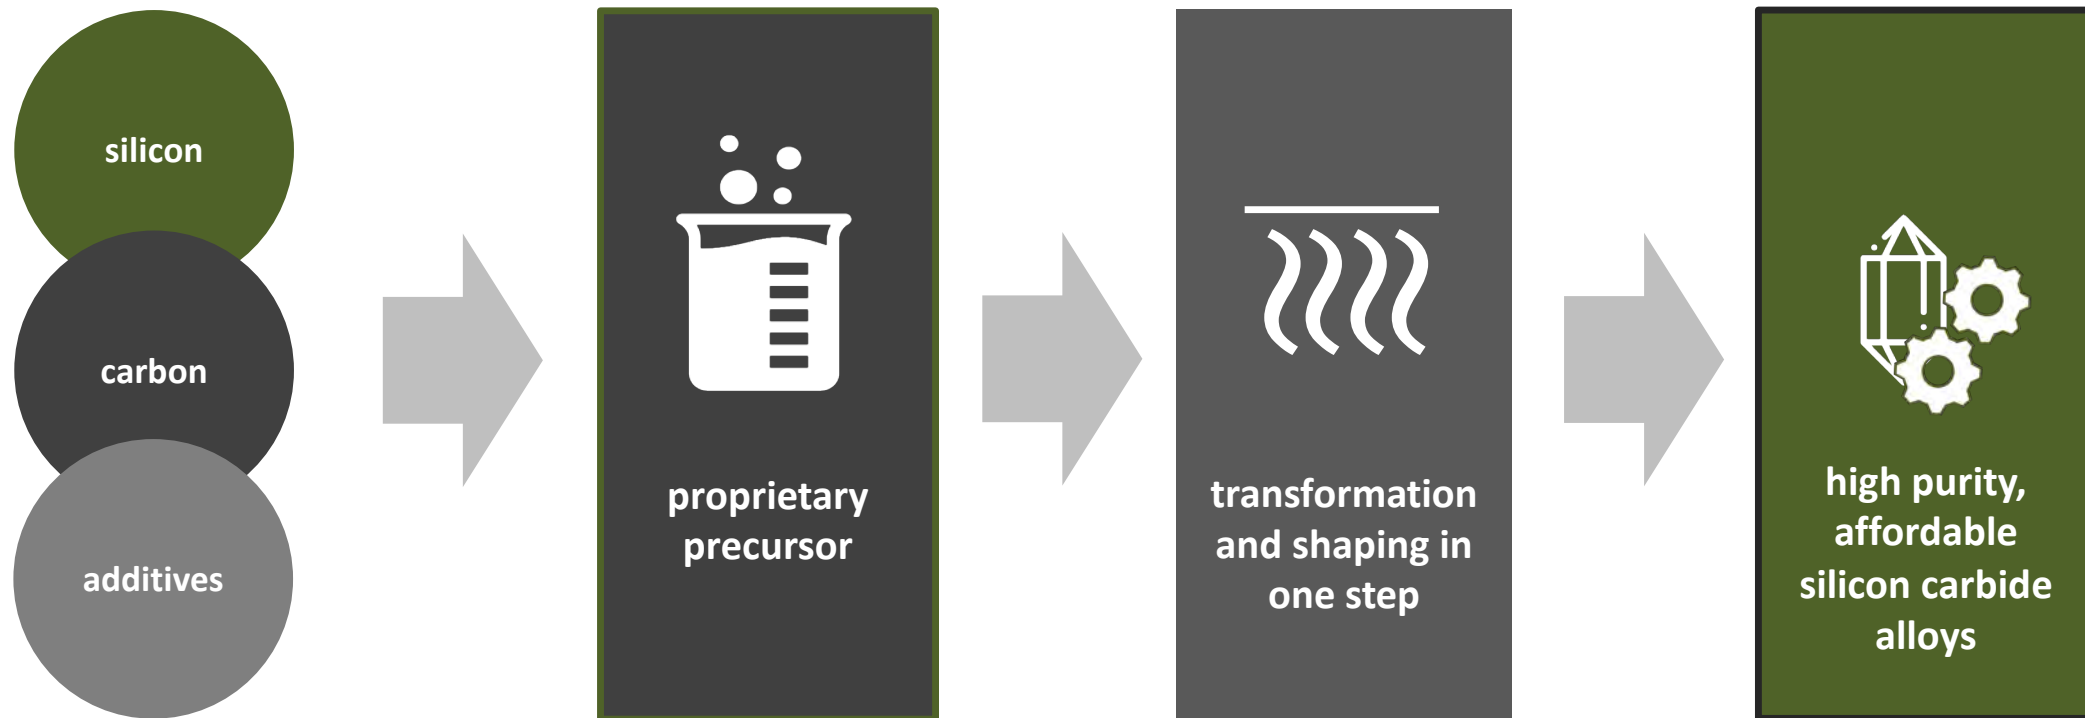 silicon
carbon
additives
proprietary
precursor
transformation
and shaping in
one step
high purity,
affordable
silicon carbide
alloys